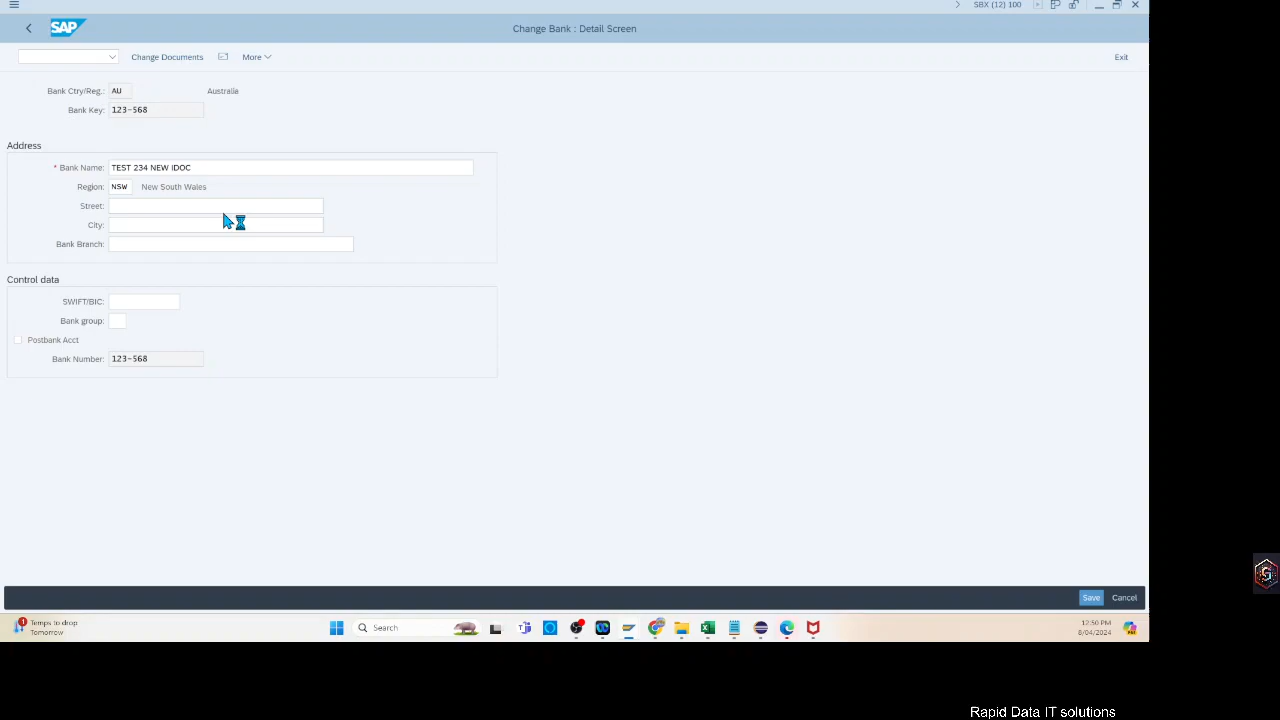 SBX (12) 100
SAP
Change Bank : Detail Screen
Change Documents
More
Exit
Bank Ctry/Reg.: AU Australia
Bank Key: 123-568
Address
* Bank Name: TEST 234 NEW IDOC
Region: NSW New South Wales
Street:
City:
Bank Branch:
Control data
SWIFT/BIC:
Bank group:
Postbank Acct
Bank Number: 123-568
Save Cancel
1
Temps to drop
Tomorrow
Search
12:50 PM
8/04/2024
G
Rapid Data IT solutions